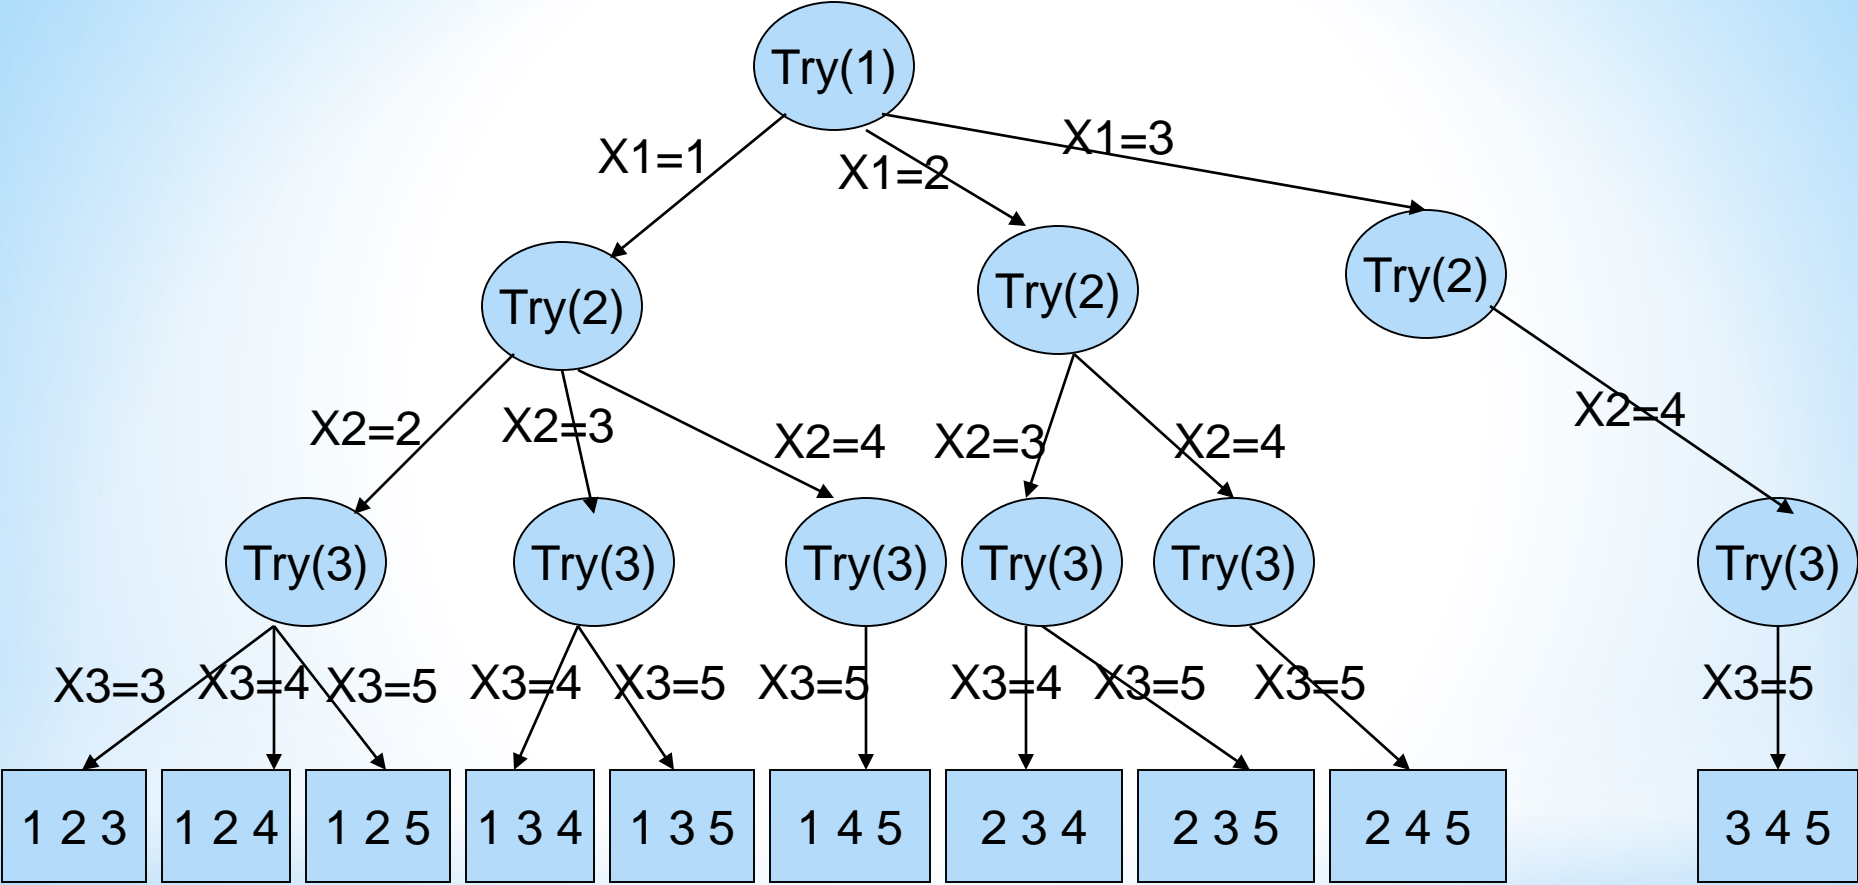 Try(1)
X1=1
X1=2
X1=3
Try(2)
Try(2)
Try(2)
X2=2
X2=3
X2=4
X2=3
X2=4
X2=4
Try(3)
Try(3)
Try(3)
Try(3)
Try(3)
Try(3)
X3=3
X3=4
X3=5
X3=4
X3=5
X3=5
X3=4
X3=5
X3=5
X3=5
1 2 3
1 2 4
1 2 5
1 3 4
1 3 5
1 4 5
2 3 4
2 3 5
2 4 5
3 4 5